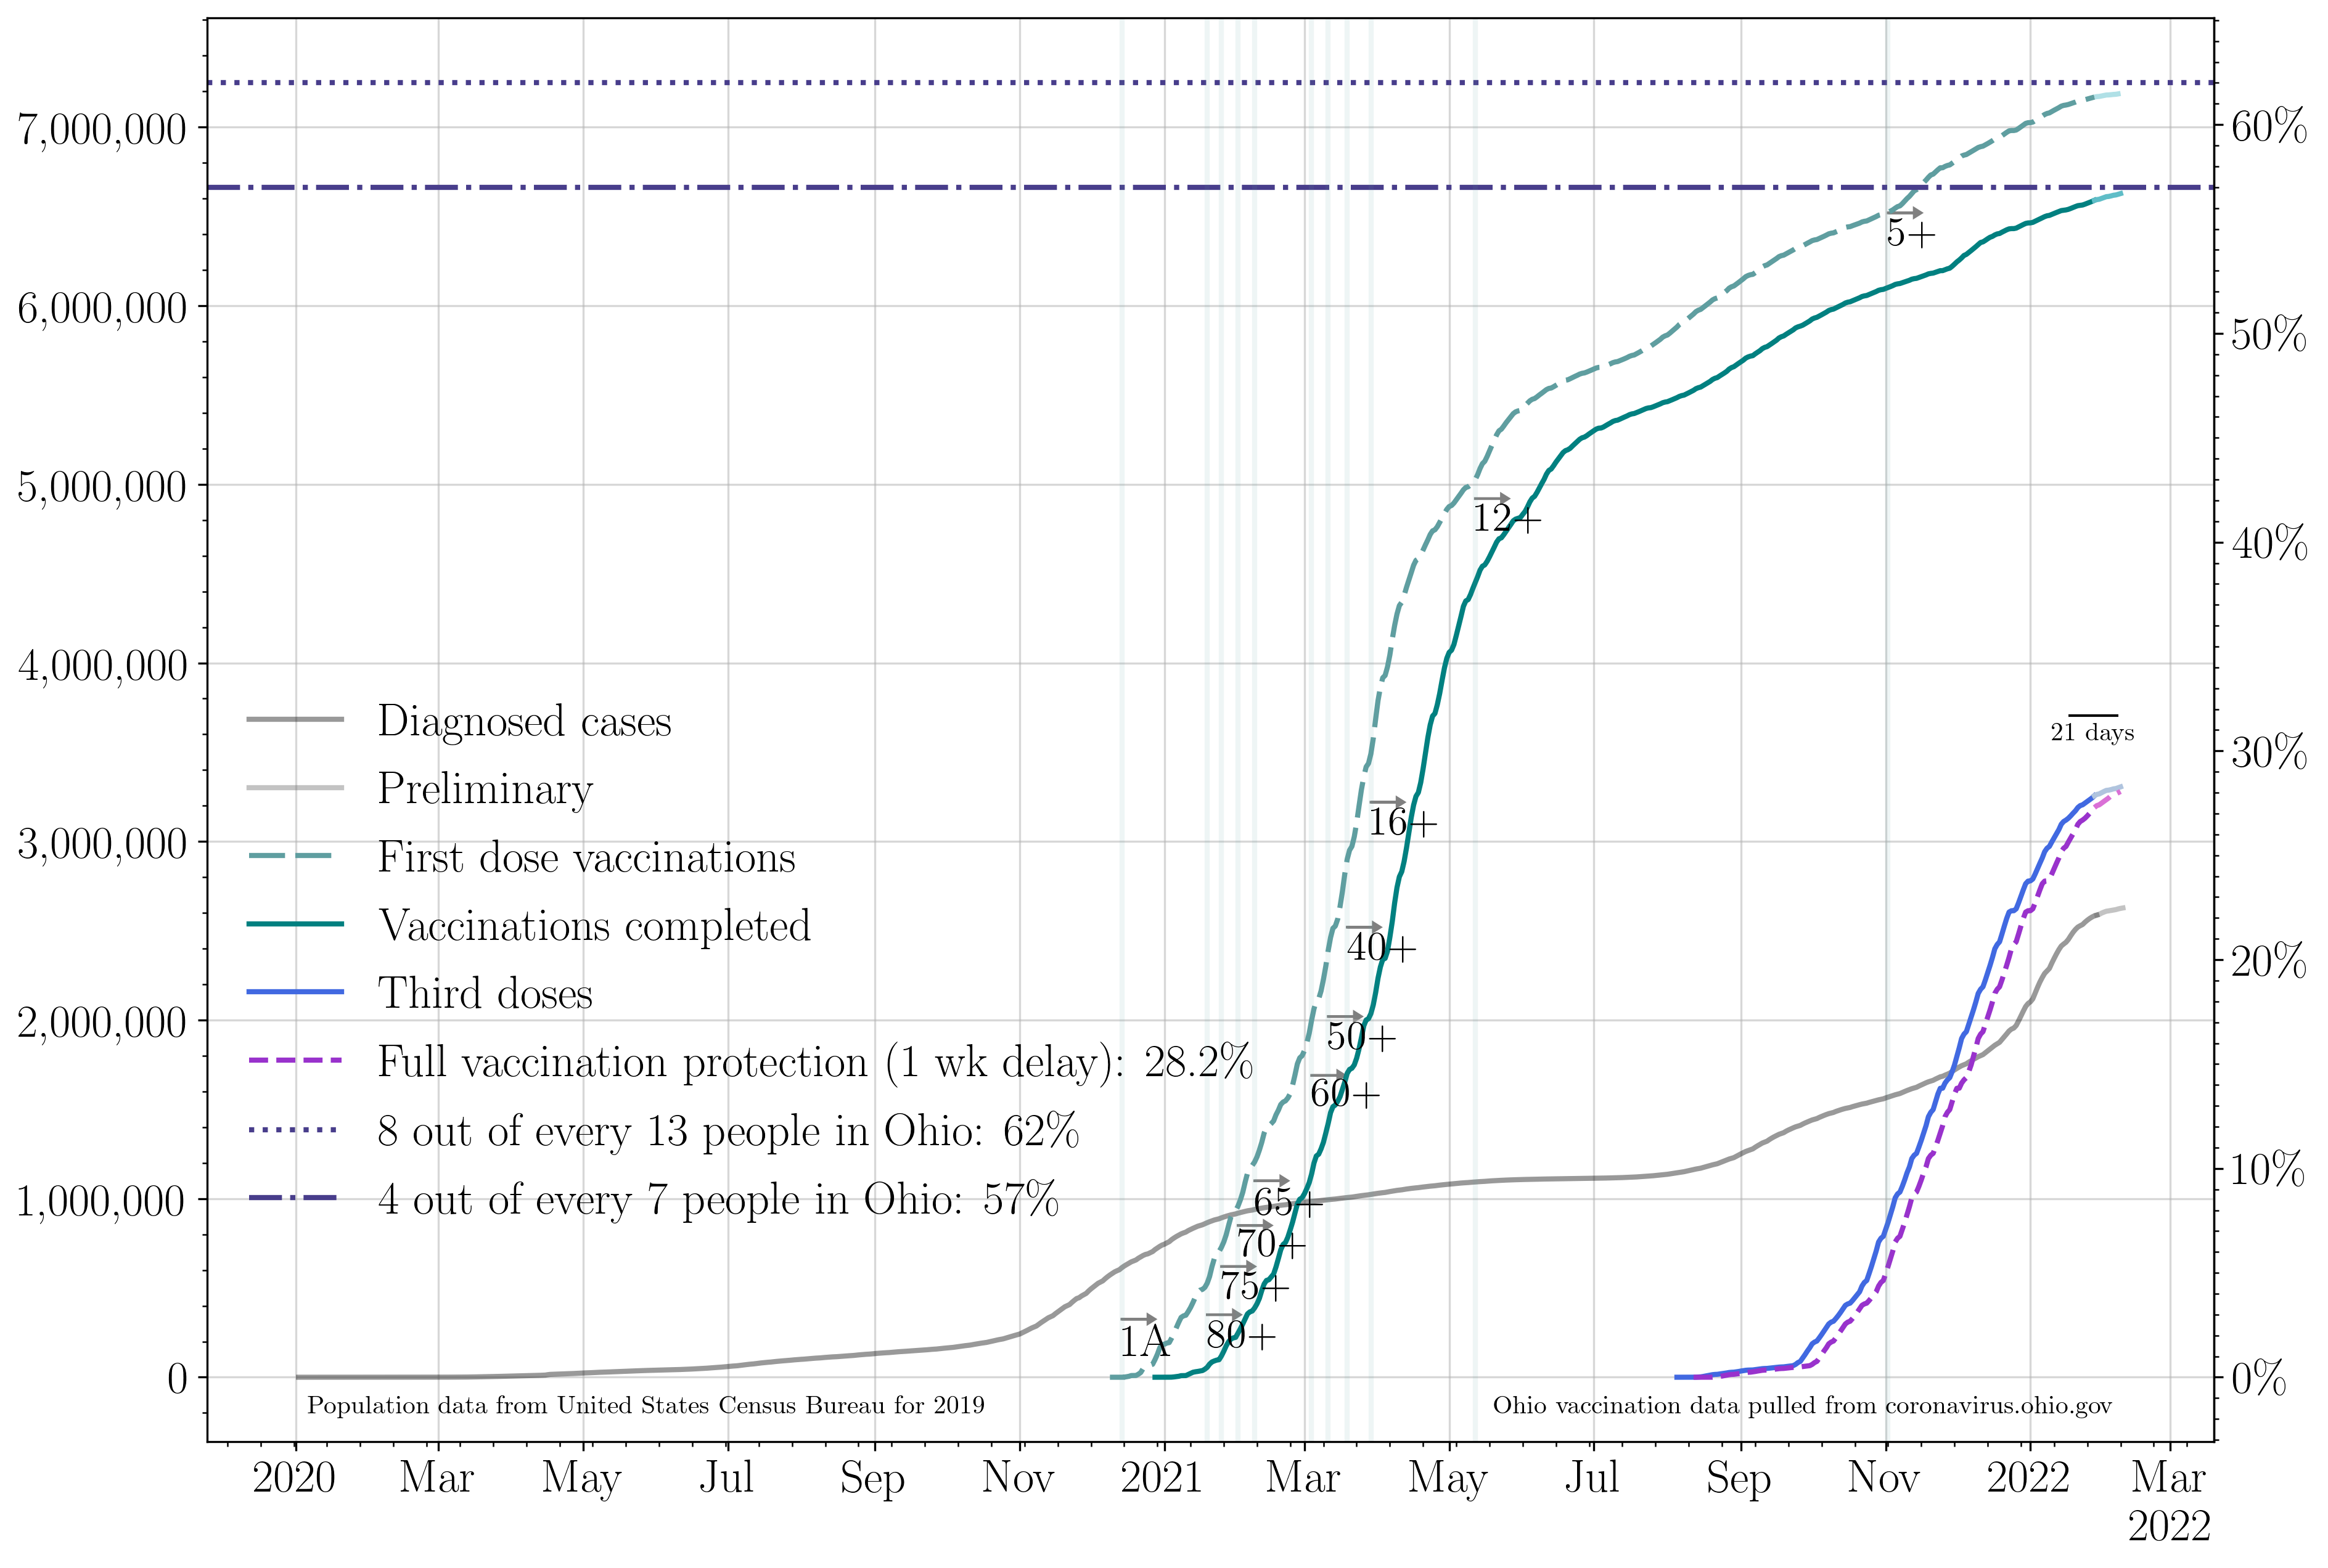 7,000,000
6,000,000
5,000,000
4,000,000
3,000,000
2,000,000
1,000,000
0
60%
50%
40%
30%
20%
10%
0%
Diagnosed cases
Preliminary
First dose vaccinations
Vaccinations completed
Third doses
Full vaccination protection (1 wk delay): 28.2%
8 out of every 13 people in Ohio: 62%
4 out of every 7 people in Ohio: 57%
1A
80+
75+
70+
65+
60+
50+
40+
16+
12+
5+
21 days
Population data from United States Census Bureau for 2019
Ohio vaccination data pulled from coronavirus.ohio.gov
2020 Mar May Jul Sep Nov 2021 Mar May Jul Sep Nov 2022 Mar
2022